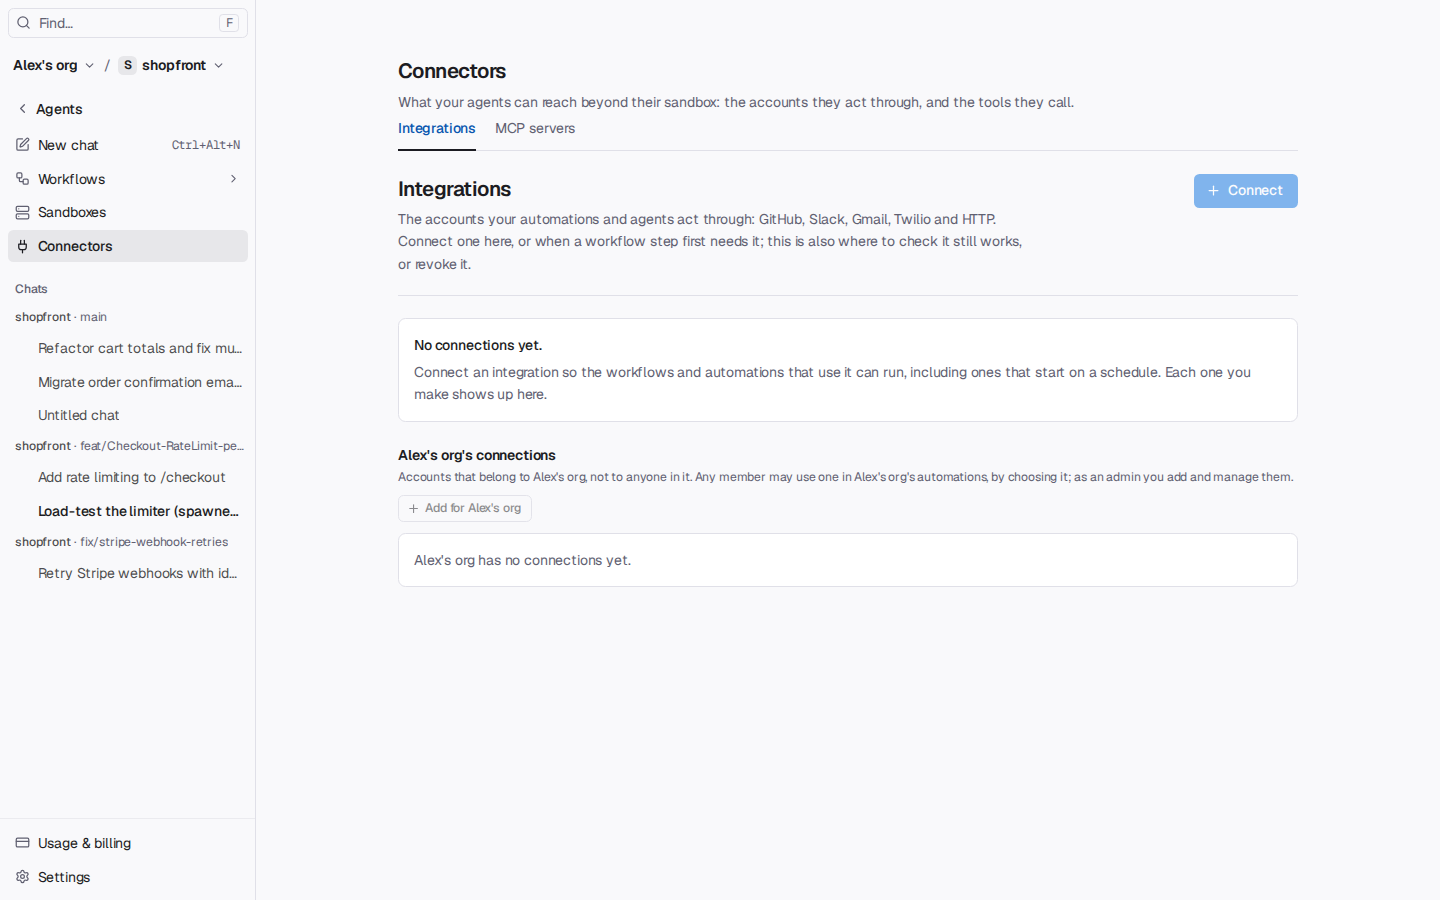 Find...
F
Alex's org / S shopfront
Agents
New chat Ctrl+Alt+N
Workflows
Sandboxes
Connectors
Chats
shopfront · main
Refactor cart totals and fix mu...
Migrate order confirmation ema...
Untitled chat
shopfront · feat/Checkout-RateLimit-pe...
Add rate limiting to /checkout
Load-test the limiter (spawne...
shopfront · fix/stripe-webhook-retries
Retry Stripe webhooks with id...
Usage & billing
Settings
Connectors
What your agents can reach beyond their sandbox: the accounts they act through, and the tools they call.
Integrations MCP servers
Integrations
Connect
The accounts your automations and agents act through: GitHub, Slack, Gmail, Twilio and HTTP.
Connect one here, or when a workflow step first needs it; this is also where to check it still works,
or revoke it.
No connections yet.
Connect an integration so the workflows and automations that use it can run, including ones that start on a schedule. Each one you
make shows up here.
Alex's org's connections
Accounts that belong to Alex's org, not to anyone in it. Any member may use one in Alex's org's automations, by choosing it; as an admin you add and manage them.
Add for Alex's org
Alex's org has no connections yet.